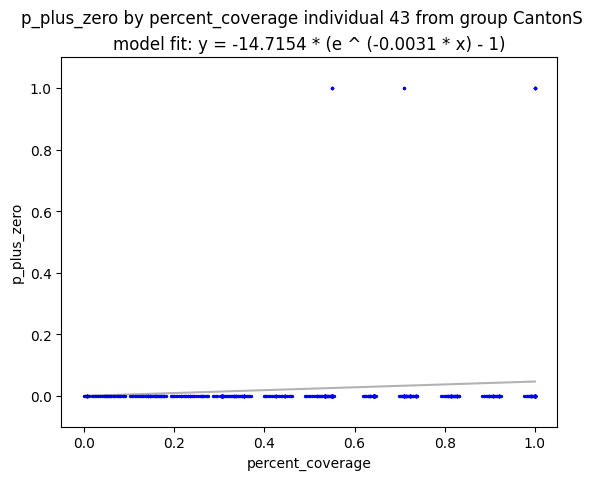 p_plus_zero by percent_coverage individual 43 from group CantonS
model fit: y = -14.7154 * (e ^ (-0.0031 * x) - 1)
1.0
0.8
0.6
0.4
0.2
0.0
p_plus_zero
0.0 0.2 0.4 0.6 0.8 1.0
percent_coverage